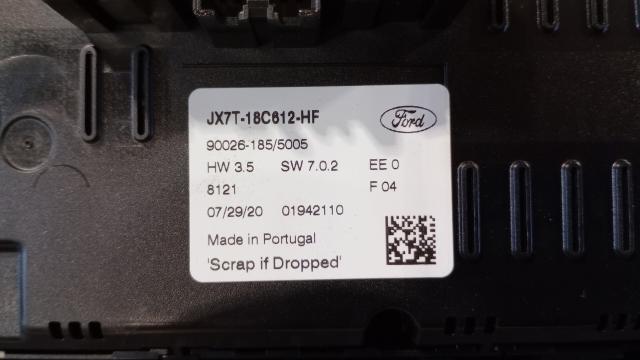 JX7T-18C612-HF
Ford
90026-185/5005
HW 3.5 SW 7.0.2 EE 0
8121 F 04
07/29/20 01942110
Made in Portugal
'Scrap if Dropped'